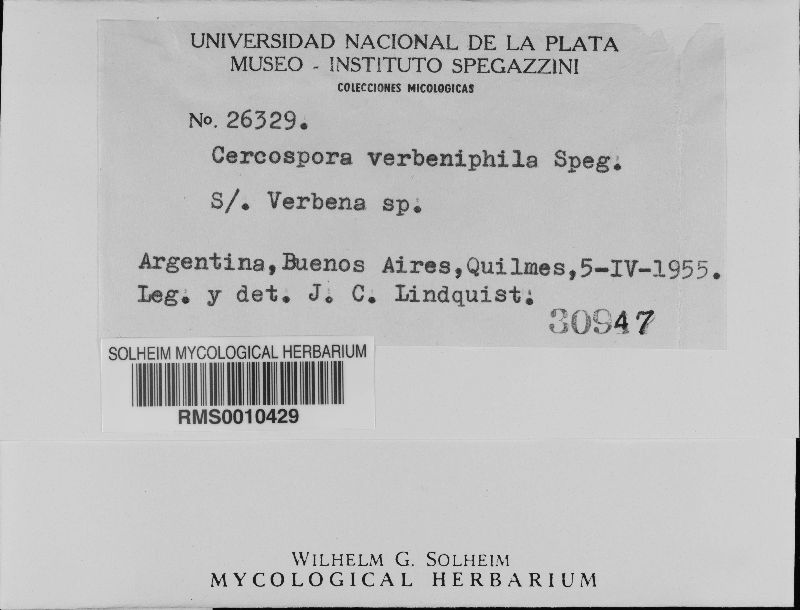 UNIVERSIDAD NACIONAL DE LA PLATA
MUSEO - INSTITUTO SPEGAZZINI
COLECCIONES MICOLOGICAS
No. 26329.
Cercospora verbeniphila Speg.
S/. Verbena sp.
Argentina, Buenos Aires, Quilmes, 5-IV-1955.
Leg. y det. J. C. Lindquist.
30947
SOLHEIM MYCOLOGICAL HERBARIUM
RMS0010429
WILHELM G. SOLHEIM
MYCOLOGICAL HERBARIUM